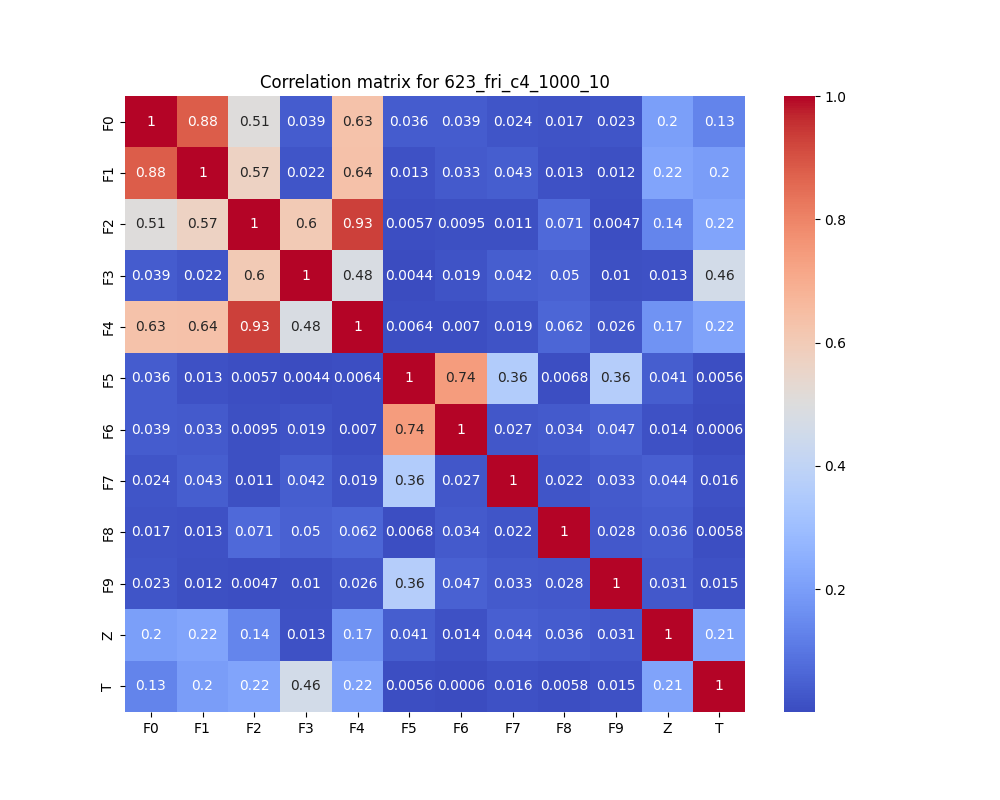 Correlation matrix for 623_fri_c4_1000_10
F0 1 0.88 0.51 0.039 0.63 0.036 0.039 0.024 0.017 0.023 0.2 0.13
F1 0.88 1 0.57 0.022 0.64 0.013 0.033 0.043 0.013 0.012 0.22 0.2
F2 0.51 0.57 1 0.6 0.93 0.0057 0.0095 0.011 0.071 0.0047 0.14 0.22
F3 0.039 0.022 0.6 1 0.48 0.0044 0.019 0.042 0.05 0.01 0.013 0.46
F4 0.63 0.64 0.93 0.48 1 0.0064 0.007 0.019 0.062 0.026 0.17 0.22
F5 0.036 0.013 0.0057 0.0044 0.0064 1 0.74 0.36 0.0068 0.36 0.041 0.0056
F6 0.039 0.033 0.0095 0.019 0.007 0.74 1 0.027 0.034 0.047 0.014 0.0006
F7 0.024 0.043 0.011 0.042 0.019 0.36 0.027 1 0.022 0.033 0.044 0.016
F8 0.017 0.013 0.071 0.05 0.062 0.0068 0.034 0.022 1 0.028 0.036 0.0058
F9 0.023 0.012 0.0047 0.01 0.026 0.36 0.047 0.033 0.028 1 0.031 0.015
Z 0.2 0.22 0.14 0.013 0.17 0.041 0.014 0.044 0.036 0.031 1 0.21
T 0.13 0.2 0.22 0.46 0.22 0.0056 0.0006 0.016 0.0058 0.015 0.21 1
F0 F1 F2 F3 F4 F5 F6 F7 F8 F9 Z T
1.0
0.8
0.6
0.4
0.2